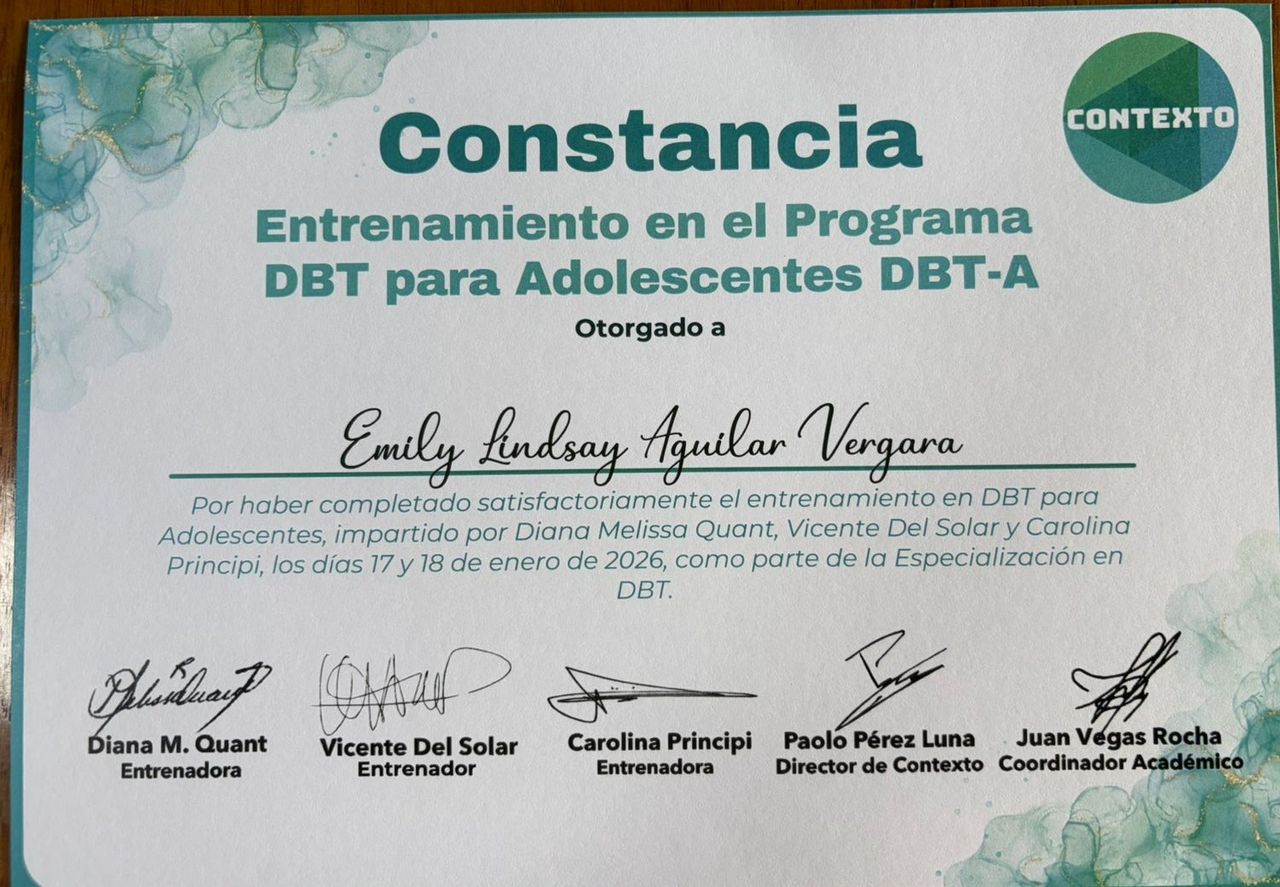 CONTEXTO
Constancia
Entrenamiento en el Programa
DBT para Adolescentes DBT-A
Otorgado a
Emily Lindsay Aguilar Vergara
Por haber completado satisfactoriamente el entrenamiento en DBT para
Adolescentes, impartido por Diana Melissa Quant, Vicente Del Solar y Carolina
Principi, los días 17 y 18 de enero de 2026, como parte de la Especialización en
DBT.
Diana M. Quant
Entrenadora
Vicente Del Solar
Entrenador
Carolina Principi
Entrenadora
Paolo Pérez Luna
Director de Contexto
Juan Vegas Rocha
Coordinador Académico